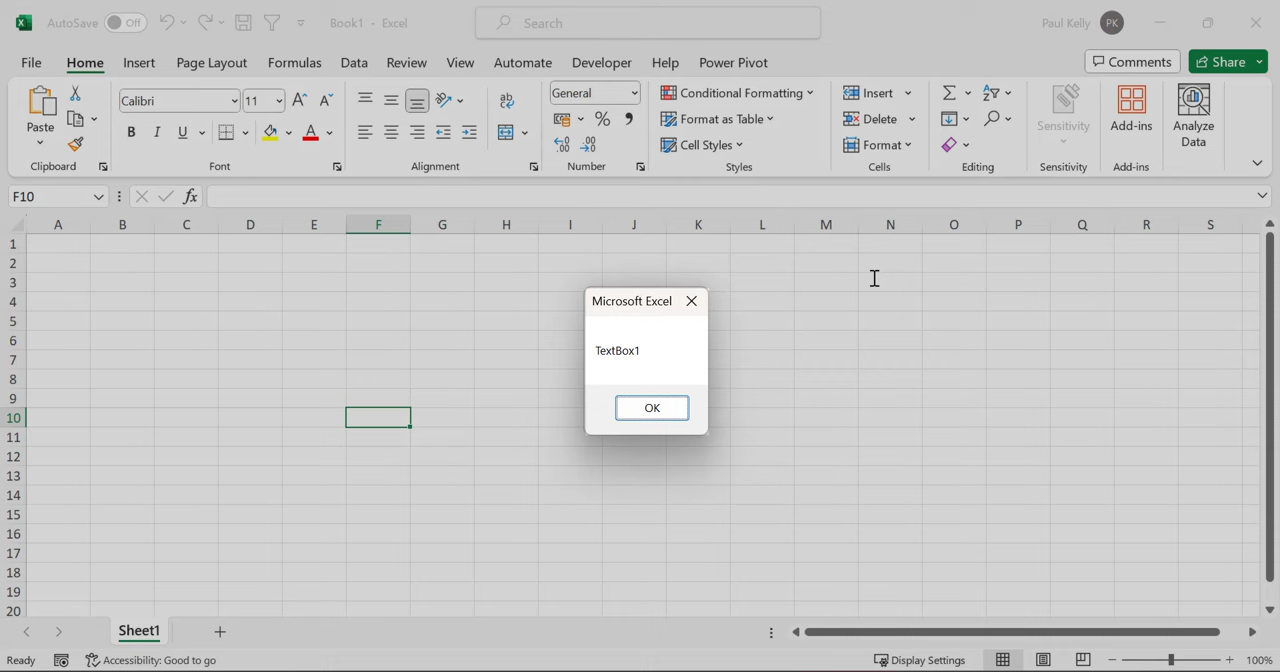 AutoSave Off Book1 - Excel Search Paul Kelly PK
File Home Insert Page Layout Formulas Data Review View Automate Developer Help Power Pivot Comments Share
Paste
Clipboard
Calibri 11
B I U A
Font
ab
Alignment
General
% 9
Number
Conditional Formatting
Format as Table
Cell Styles
Styles
Insert
Delete
Format
Cells
Editing
Sensitivity
Sensitivity
Add-ins
Add-ins
Analyze
Data
F10 fx
A B C D E F G H I J K L M N O P Q R S
1
2
3
4
5
6
7
8
9
10
11
12
13
14
15
16
17
18
19
20
Microsoft Excel
TextBox1
OK
Sheet1
Ready Accessibility: Good to go Display Settings 100%